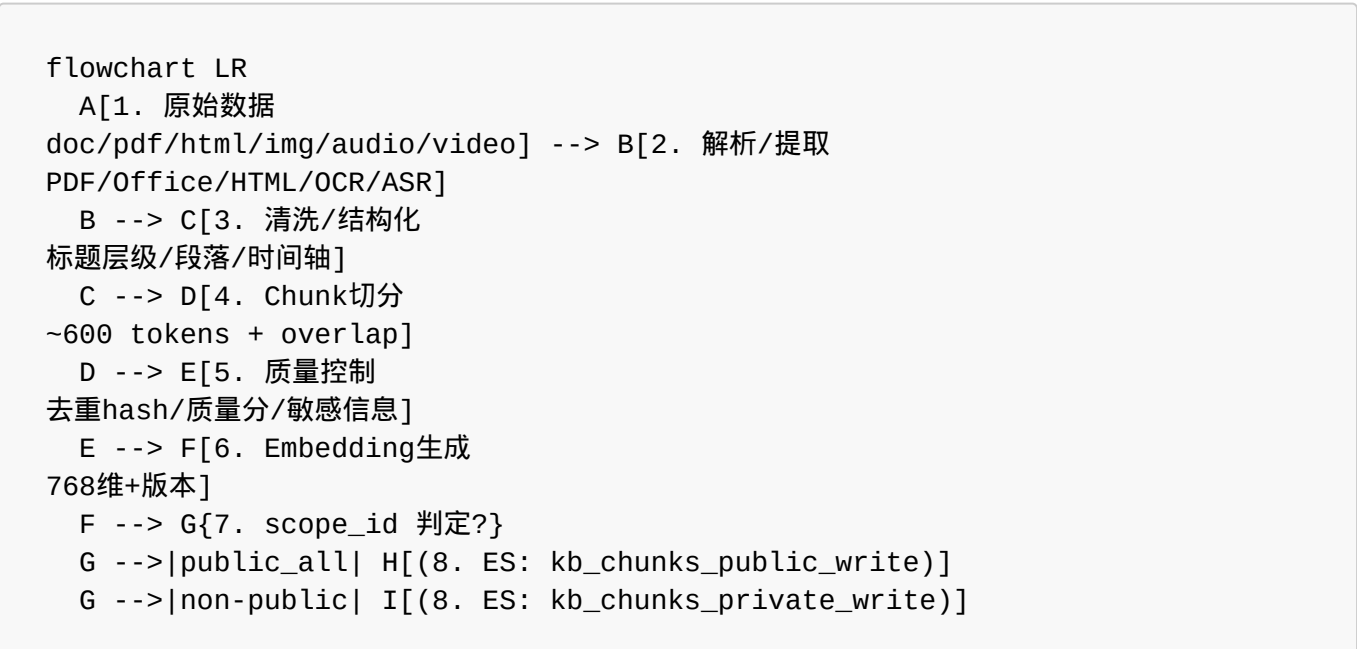 flowchart LR
  A[1. 原始数据
doc/pdf/html/img/audio/video] --> B[2. 解析/提取
PDF/Office/HTML/OCR/ASR]
  B --> C[3. 清洗/结构化
标题层级/段落/时间轴]
  C --> D[4. Chunk切分
~600 tokens + overlap]
  D --> E[5. 质量控制
去重hash/质量分/敏感信息]
  E --> F[6. Embedding生成
768维+版本]
  F --> G{7. scope_id 判定?}
  G -->|public_all| H[(8. ES: kb_chunks_public_write)]
  G -->|non-public| I[(8. ES: kb_chunks_private_write)]